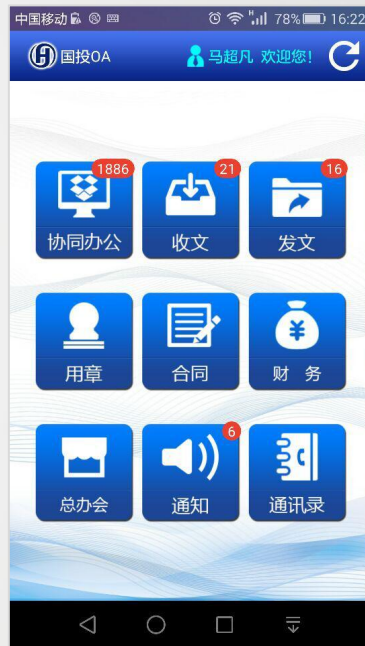 中国移动 78% 16:22
国投OA 马超凡 欢迎您!
1886 21 16
协同办公 收文 发文
用章 合同 财 务
6
总办会 通知 通讯录